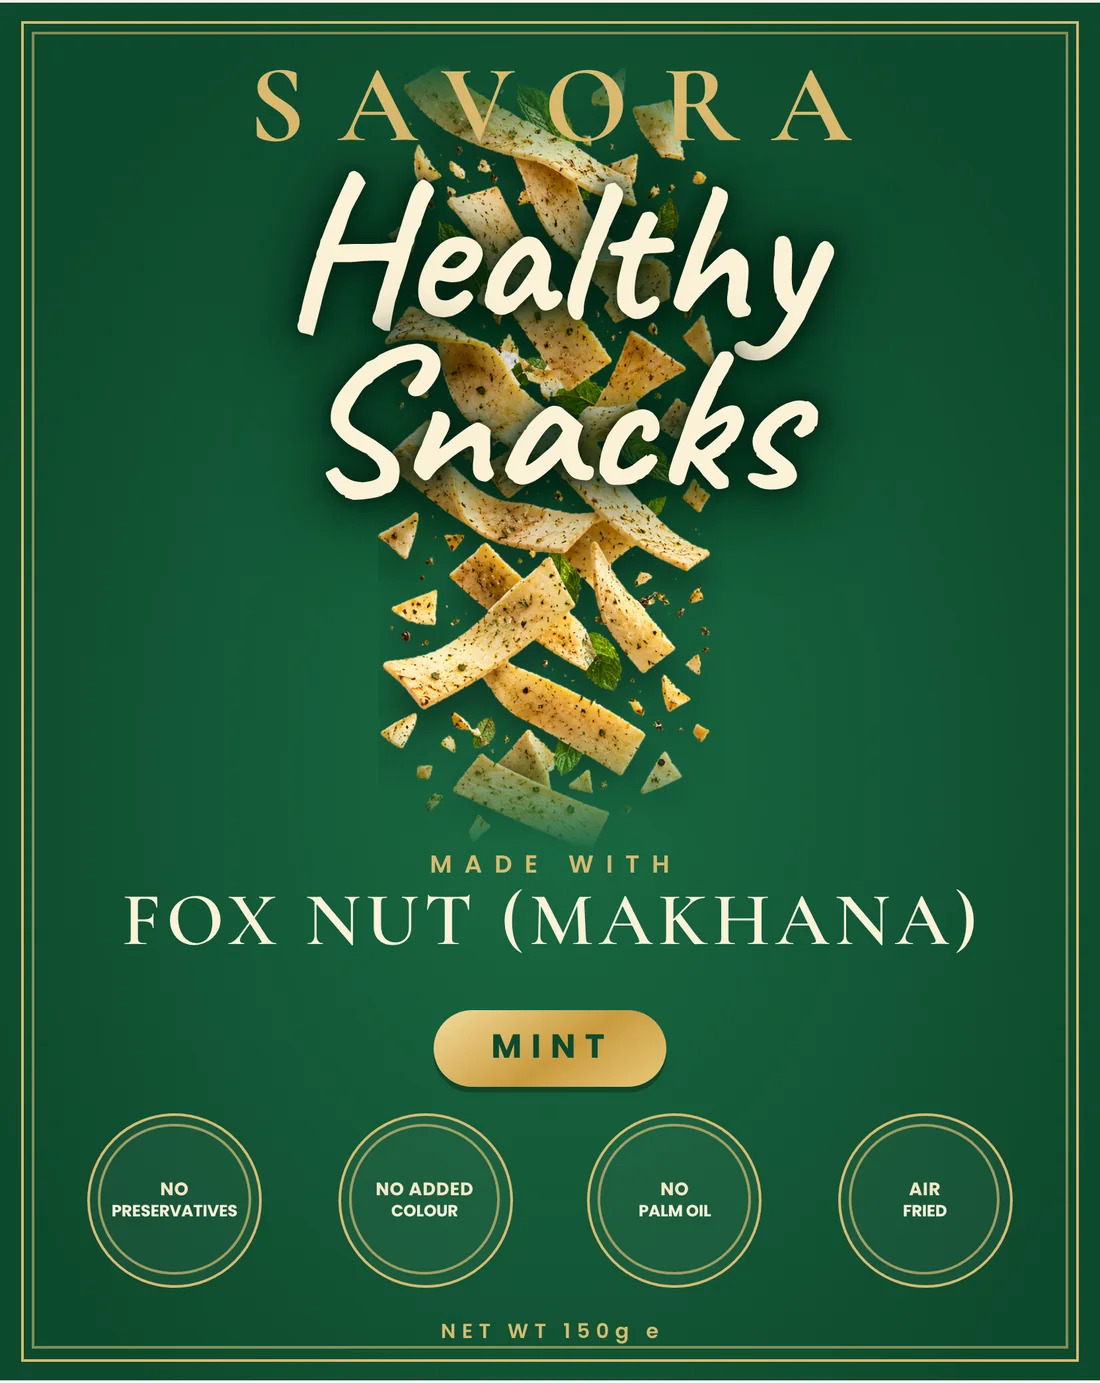 SAVORA
Healthy
Snacks
MADE WITH
FOX NUT (MAKHANA)
MINT
NO
PRESERVATIVES
NO ADDED
COLOUR
NO
PALM OIL
AIR
FRIED
NET WT 150g e